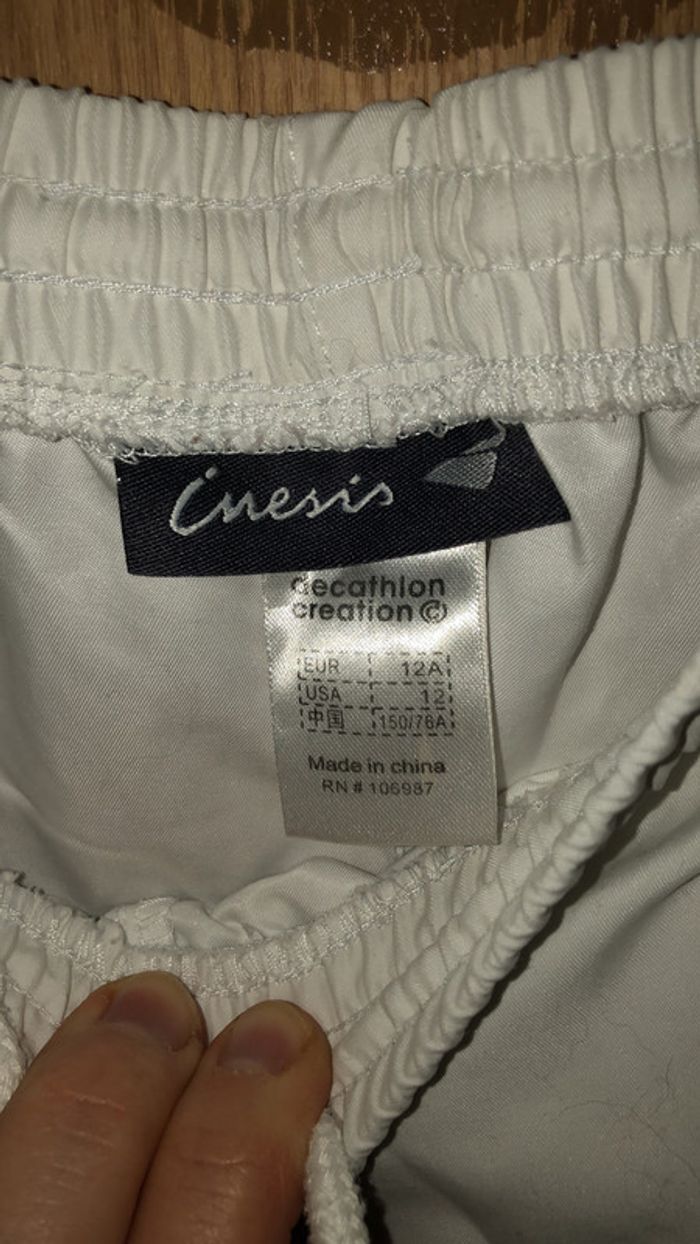 inesis
decathlon
creation ©
EUR 12A
USA 12
中国 150/76A
Made in china
RN # 106987